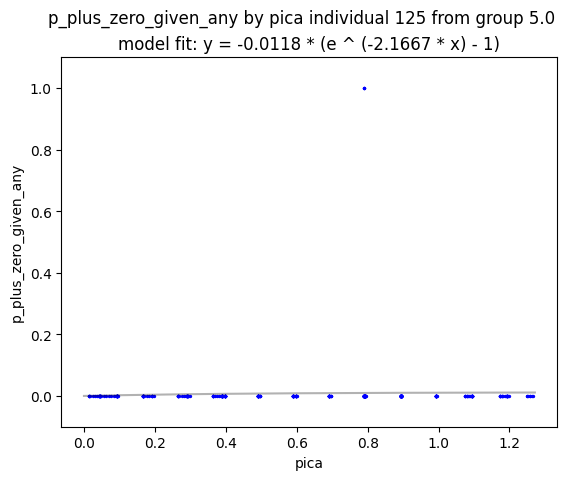 p_plus_zero_given_any by pica individual 125 from group 5.0
model fit: y = -0.0118 * (e ^ (-2.1667 * x) - 1)
1.0
0.8
0.6
0.4
0.2
0.0
p_plus_zero_given_any
0.0 0.2 0.4 0.6 0.8 1.0 1.2
pica